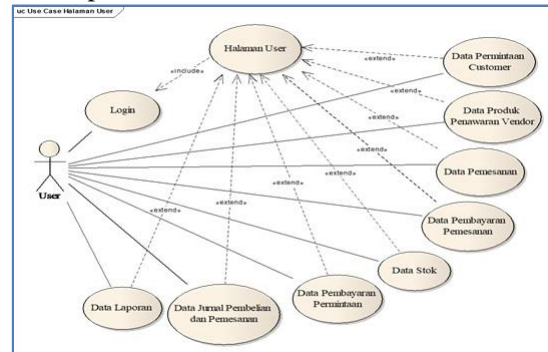 uc Use Case Halaman User
Halaman User
«extend»
Data Permintaan
Customer
«include»
«extend»
Login
Data Produk
Penawaran Vendor
«extend»
User
Data Pemesanan
«extend»
«extend»
«extend»
«extend»
Data Pembayaran
Pemesanan
Data Stok
Data Laporan
Data Jurnal Pembelian
dan Pemesanan
Data Pembayaran
Permintaan